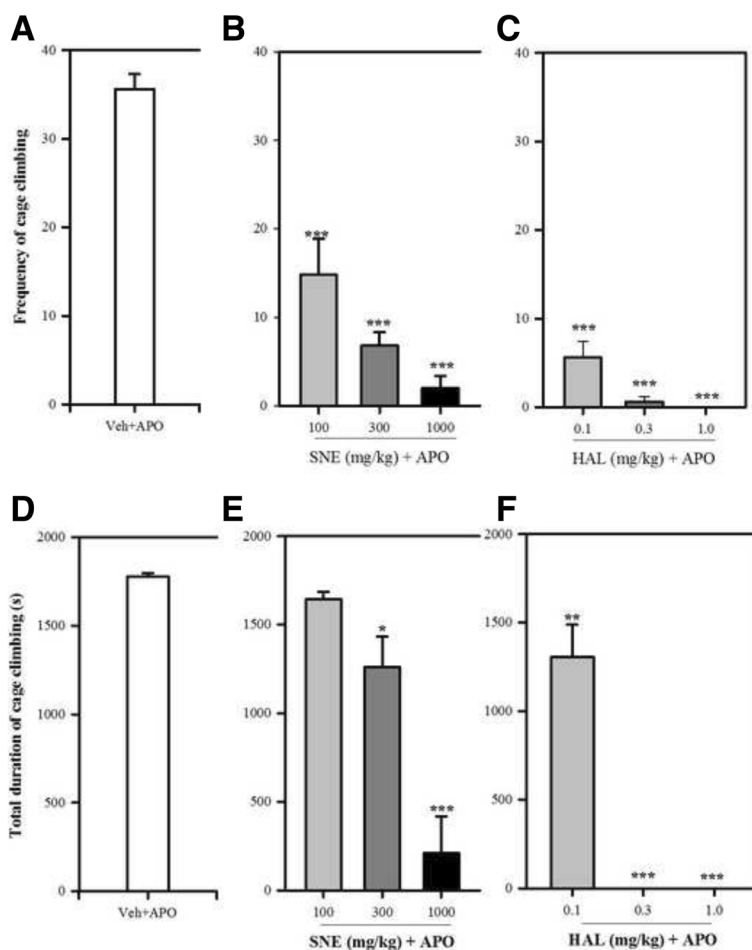 A
B
C
Frequency of cage climbing
40
30
20
10
0
Veh+APO
40
30
20
10
0
***
***
***
100 300 1000
SNE (mg/kg) + APO
40
30
20
10
0
***
***
***
0.1 0.3 1.0
HAL (mg/kg) + APO
D
E
F
Total duration of cage climbing (s)
2000
1500
1000
500
0
Veh+APO
2000
1500
1000
500
0
*
***
100 300 1000
SNE (mg/kg) + APO
2000
1500
1000
500
0
**
***
***
0.1 0.3 1.0
HAL (mg/kg) + APO